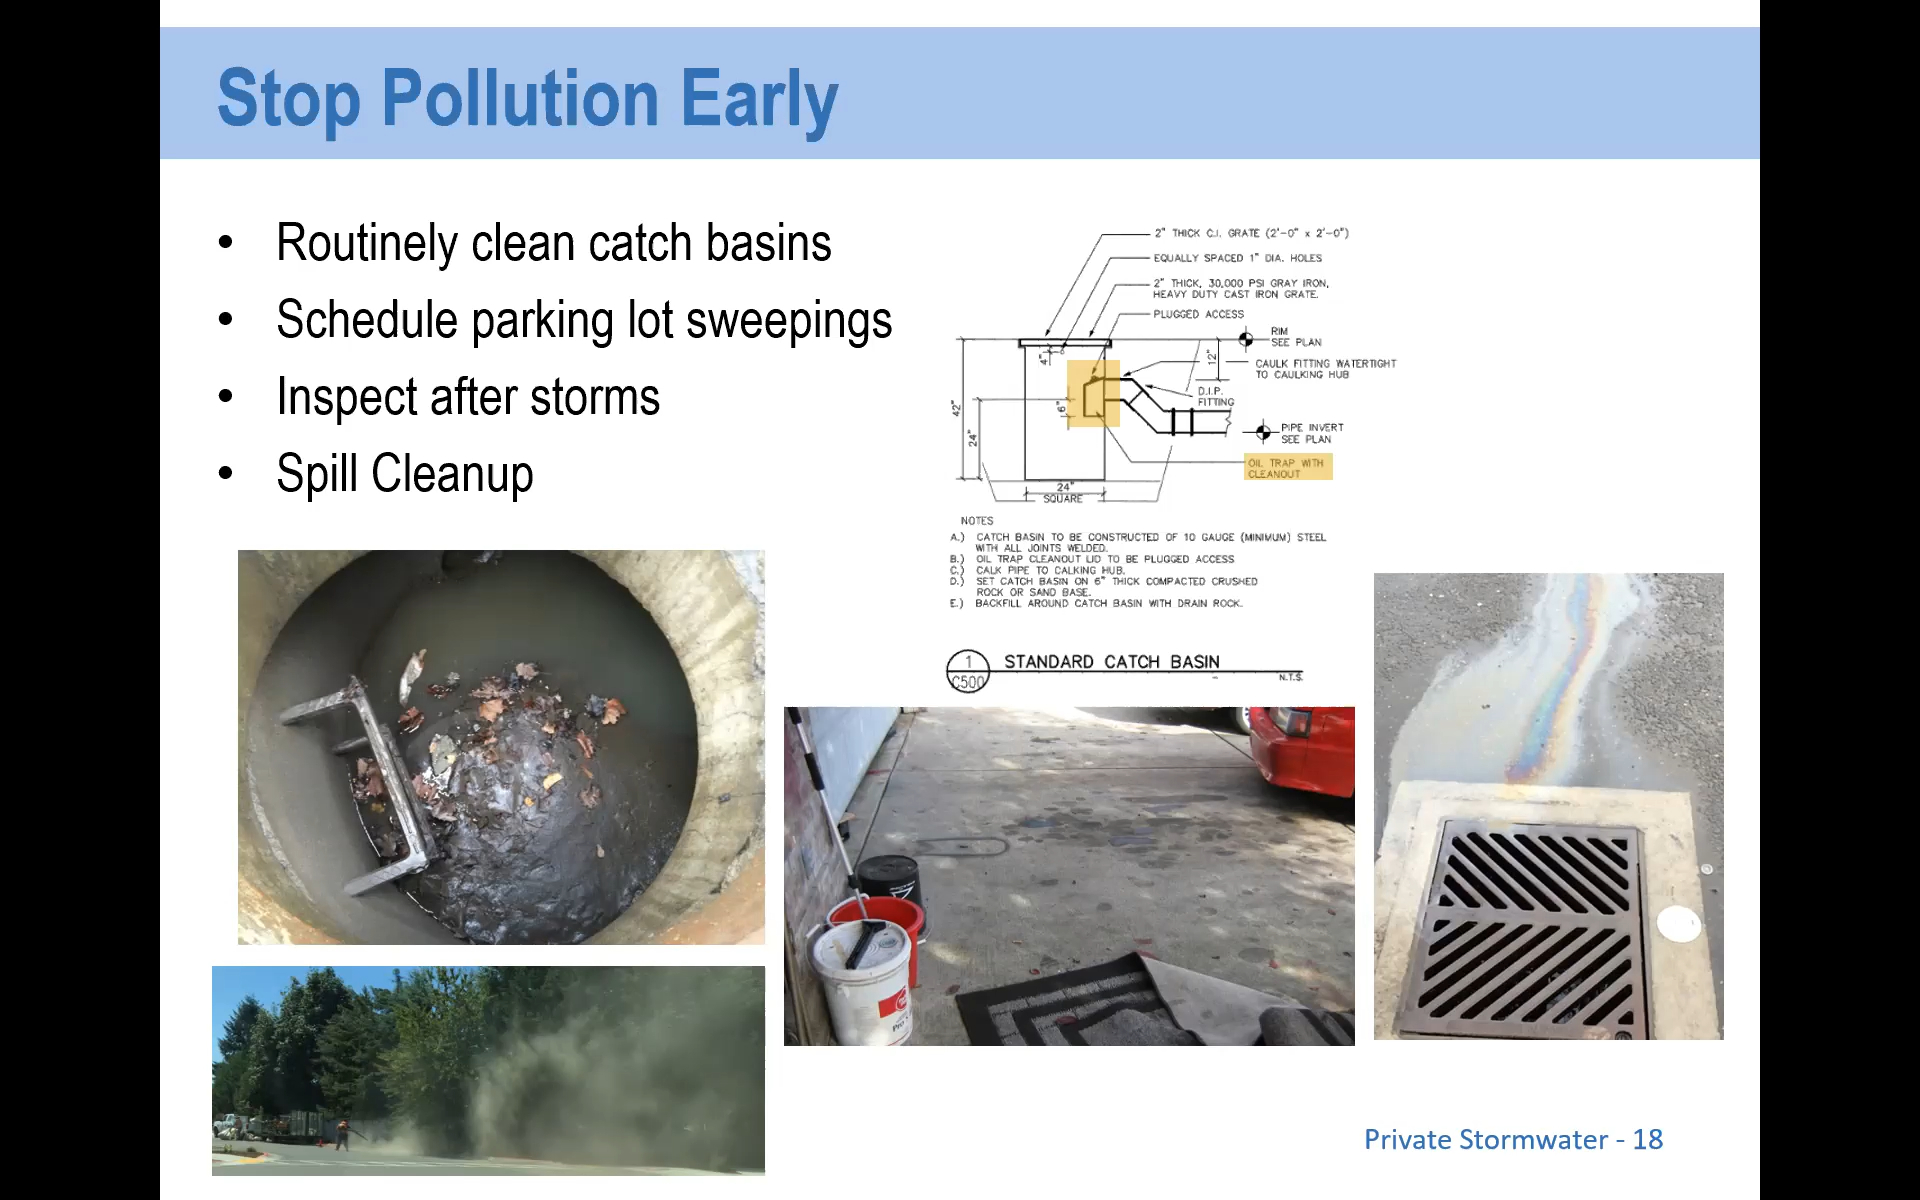 Stop Pollution Early
• Routinely clean catch basins
• Schedule parking lot sweepings
• Inspect after storms
• Spill Cleanup
2" THICK C.I. GRATE (2'-0" x 2'-0")
EQUALLY SPACED 1" DIA. HOLES
2" THICK, 30,000 PSI GRAY IRON,
HEAVY DUTY CAST IRON GRATE.
PLUGGED ACCESS
RIM
SEE PLAN
12"
4"
CAULK FITTING WATERTIGHT
TO CAULKING HUB
D.I.P.
FITTING
42"
6"
24"
PIPE INVERT
SEE PLAN
OIL TRAP WITH
CLEANOUT
24"
SQUARE
NOTES
A.) CATCH BASIN TO BE CONSTRUCTED OF 10 GAUGE (MINIMUM) STEEL
WITH ALL JOINTS WELDED.
B.) OIL TRAP CLEANOUT LID TO BE PLUGGED ACCESS
C.) CALK PIPE TO CALKING HUB.
D.) SET CATCH BASIN ON 6" THICK COMPACTED CRUSHED
ROCK OR SAND BASE.
E.) BACKFILL AROUND CATCH BASIN WITH DRAIN ROCK.
1
C500
STANDARD CATCH BASIN
N.T.S.
Private Stormwater - 18